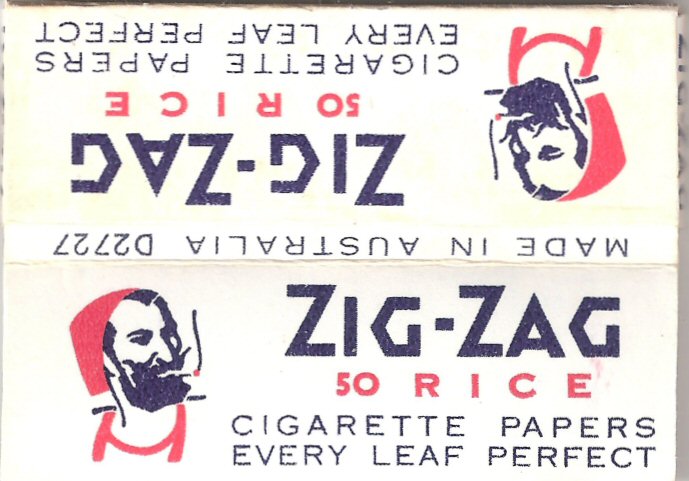 EVERY LEAF PERFECT
CIGARETTE PAPERS
50 RICE
ZIG-ZAG
MADE IN AUSTRALIA D2727
ZIG-ZAG
50 RICE
CIGARETTE PAPERS
EVERY LEAF PERFECT